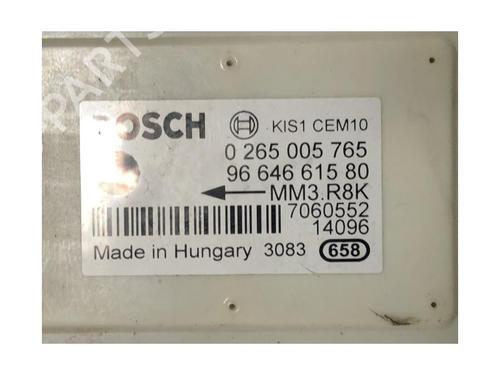 BOSCH KIS1 CEM10
0 265 005 765
96 646 615 80
MM3.R8K
7060552
14096
Made in Hungary 3083 658